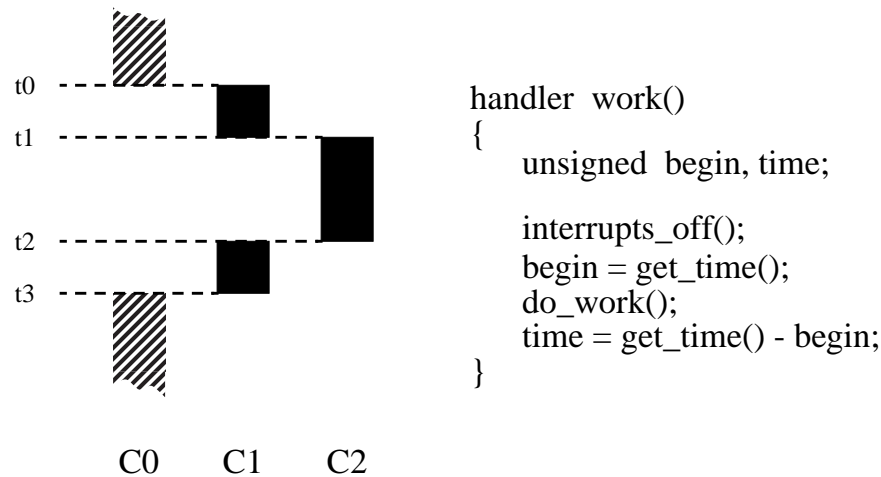 t0
t1
t2
t3
C0 C1 C2
handler work()
{
unsigned begin, time;
interrupts_off();
begin = get_time();
do_work();
time = get_time() - begin;
}